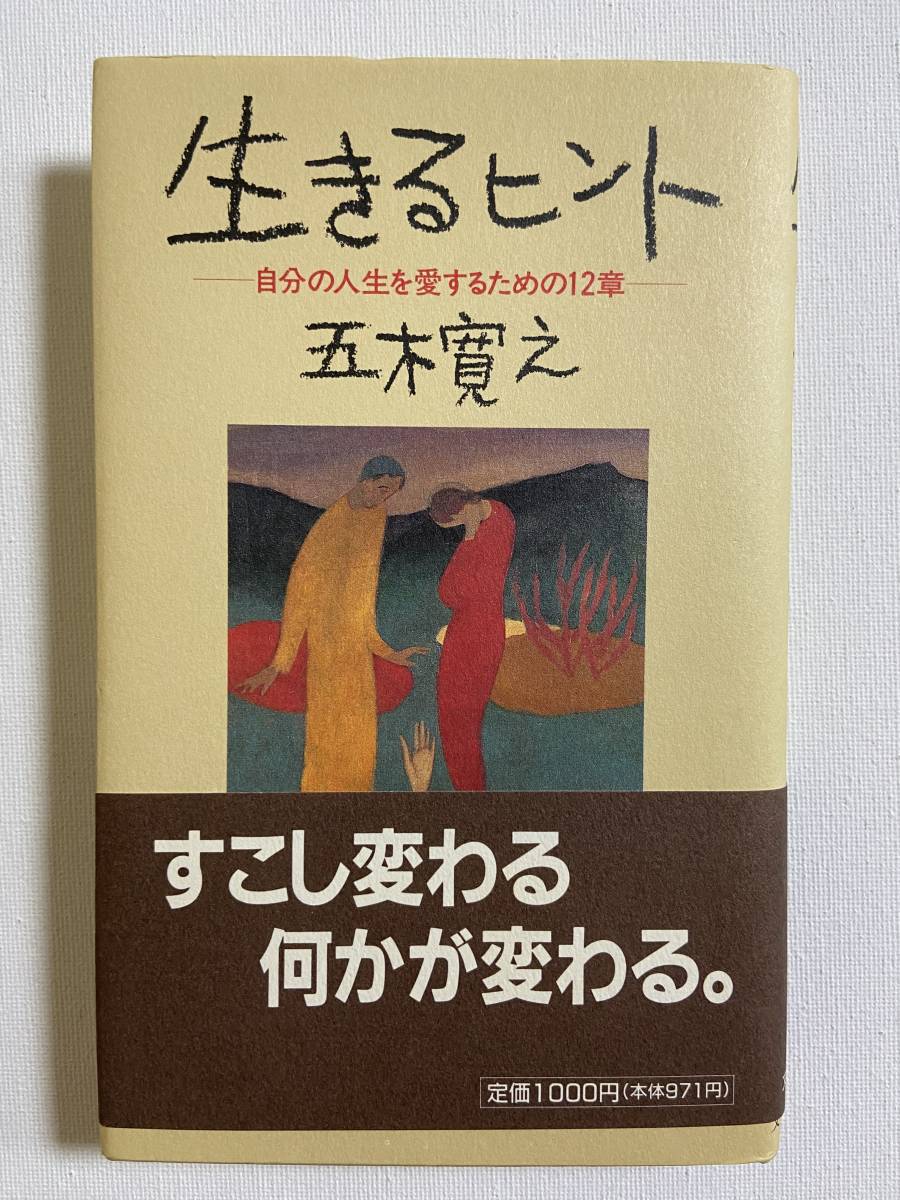 生きるヒント
自分の人生を愛するための12章
五木寛之
すこし変わる
何かが変わる。
定価1000円(本体971円)